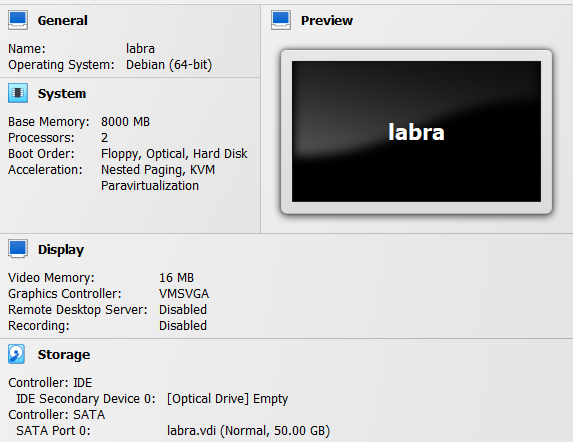 General
Name: labra
Operating System: Debian (64-bit)
System
Base Memory: 8000 MB
Processors: 2
Boot Order: Floppy, Optical, Hard Disk
Acceleration: Nested Paging, KVM
Paravirtualization
Preview
labra
Display
Video Memory: 16 MB
Graphics Controller: VMSVGA
Remote Desktop Server: Disabled
Recording: Disabled
Storage
Controller: IDE
IDE Secondary Device 0: [Optical Drive] Empty
Controller: SATA
SATA Port 0: labra.vdi (Normal, 50.00 GB)